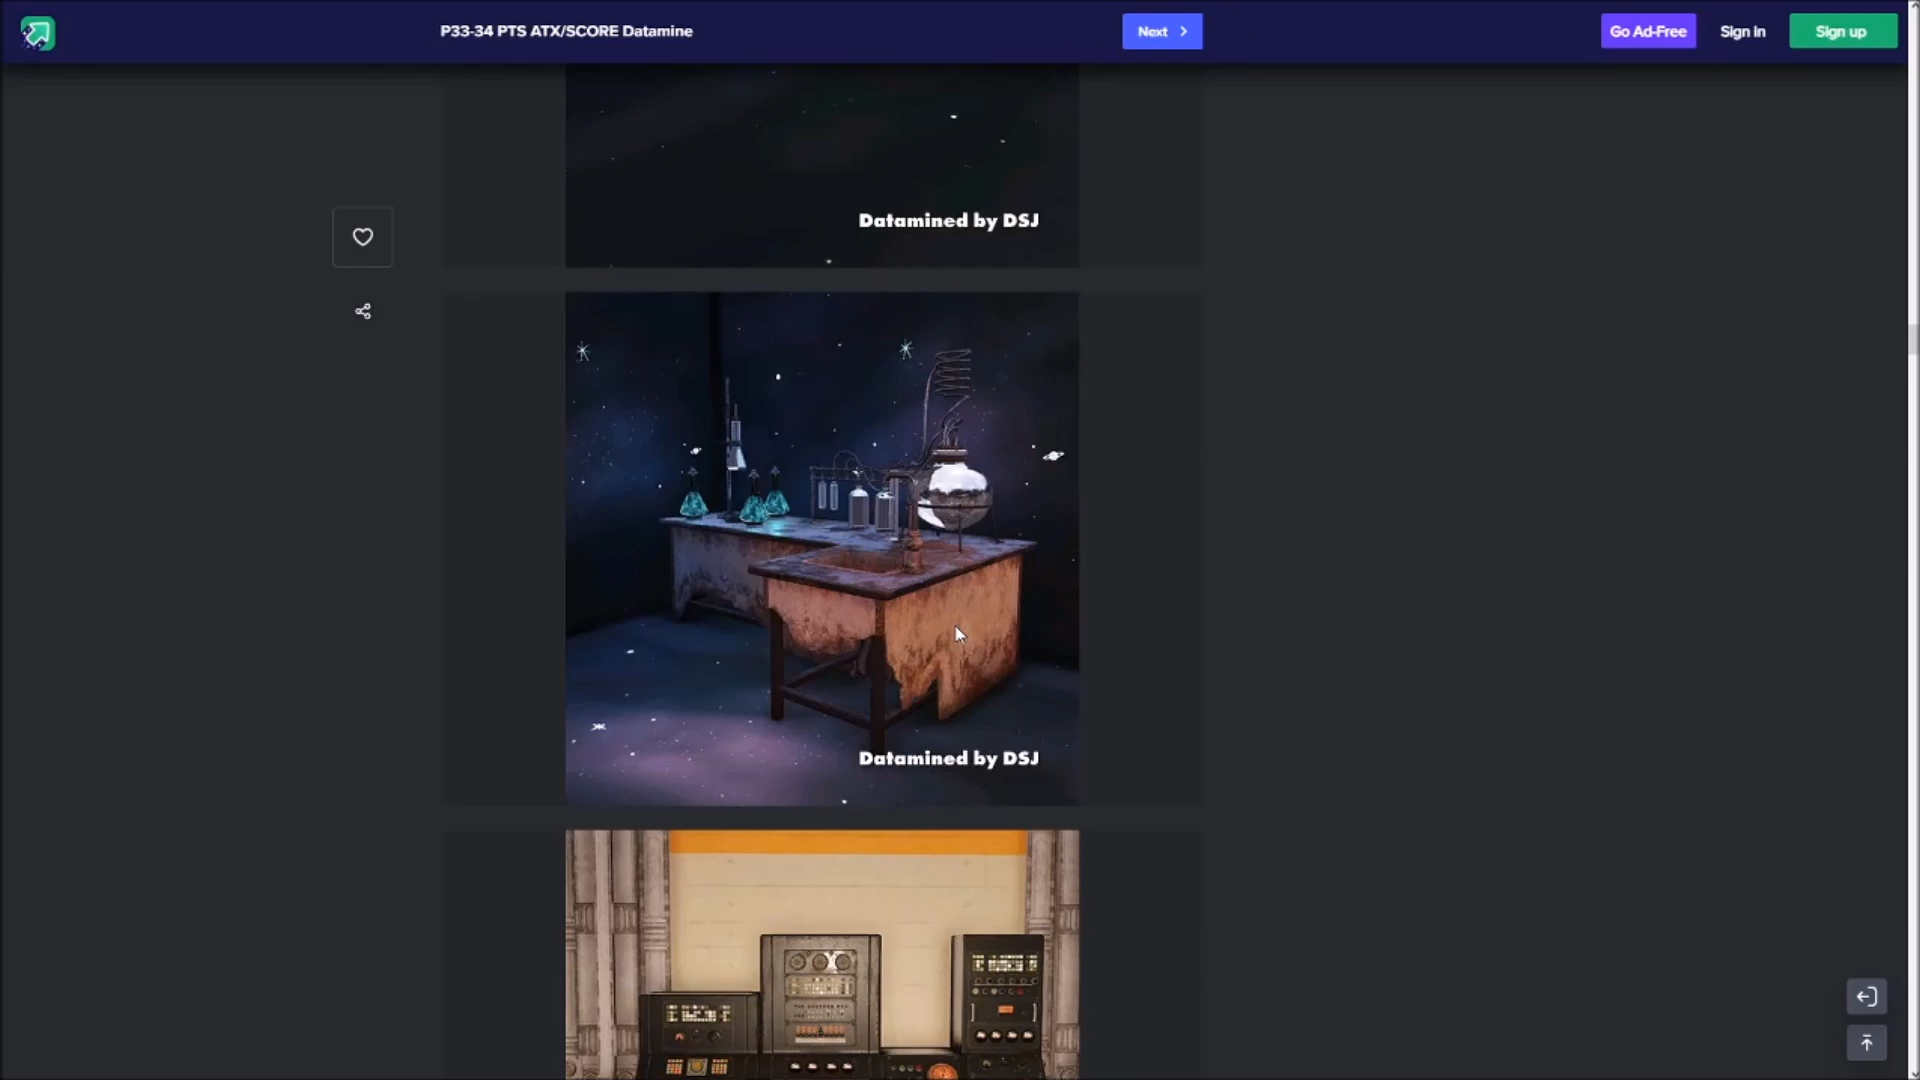 P33-34 PTS ATX/SCORE Datamine
Next
Go Ad-Free
Sign In
Sign up
Datamined by DSJ
Datamined by DSJ